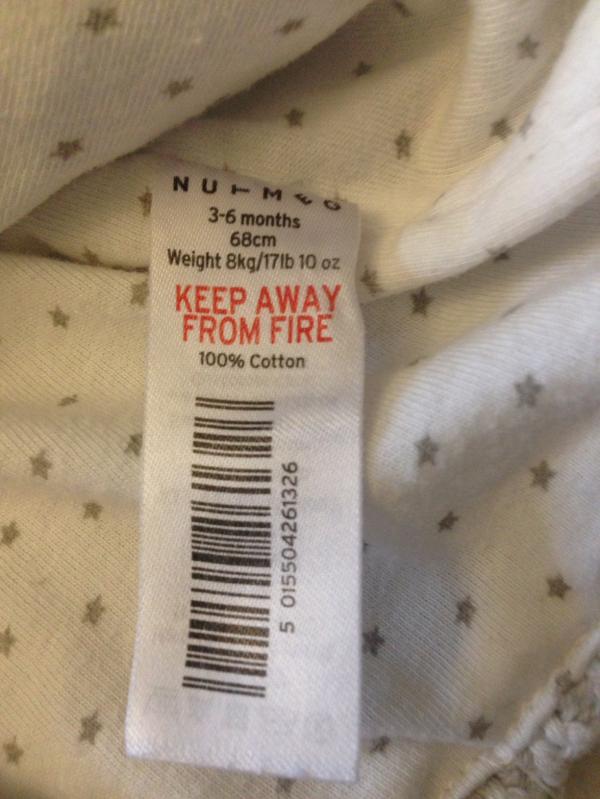 NUTMEG
3-6 months
68cm
Weight 8kg/17lb 10 oz
KEEP AWAY
FROM FIRE
100% Cotton
5 015504261326